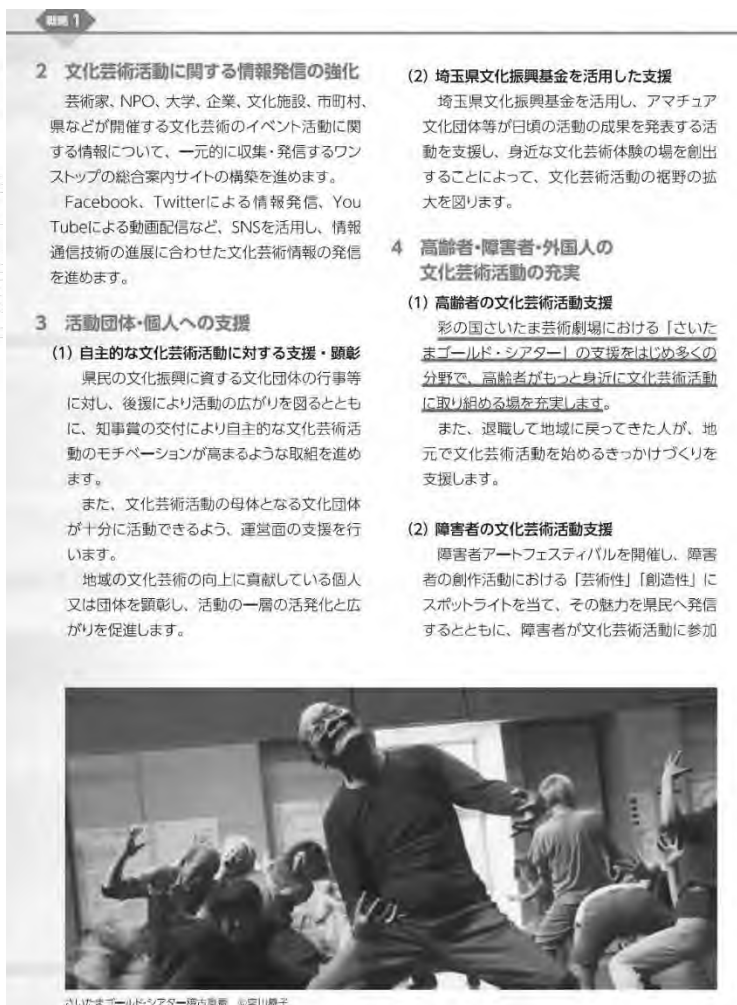 戦略 1
2 文化芸術活動に関する情報発信の強化
芸術家、NPO、大学、企業、文化施設、市町村、
県などが開催する文化芸術のイベント活動に関
する情報について、一元的に収集・発信するワン
ストップの総合案内サイトの構築を進めます。
Facebook、Twitterによる情報発信、You
Tubeによる動画配信など、SNSを活用し、情報
通信技術の進展に合わせた文化芸術情報の発信
を進めます。
3 活動団体・個人への支援
(1) 自主的な文化芸術活動に対する支援・顕彰
県民の文化振興に資する文化団体の行事等
に対し、後援により活動の広がりを図るととも
に、知事賞の交付により自主的な文化芸術活
動のモチベーションが高まるような取組を進め
ます。
また、文化芸術活動の母体となる文化団体
が十分に活動できるよう、運営面の支援を行
います。
地域の文化芸術の向上に貢献している個人
又は団体を顕彰し、活動の一層の活発化と広
がりを促進します。
(2) 埼玉県文化振興基金を活用した支援
埼玉県文化振興基金を活用し、アマチュア
文化団体等が日頃の活動の成果を発表する活
動を支援し、身近な文化芸術体験の場を創出
することによって、文化芸術活動の裾野の拡
大を図ります。
4 高齢者・障害者・外国人の
文化芸術活動の充実
(1) 高齢者の文化芸術活動支援
彩の国さいたま芸術劇場における「さいた
まゴールド・シアター」の支援をはじめ多くの
分野で、高齢者がもっと身近に文化芸術活動
に取り組める場を充実します。
また、退職して地域に戻ってきた人が、地
元で文化芸術活動を始めるきっかけづくりを
支援します。
(2) 障害者の文化芸術活動支援
障害者アートフェスティバルを開催し、障害
者の創作活動における「芸術性」「創造性」に
スポットライトを当て、その魅力を県民へ発信
するとともに、障害者が文化芸術活動に参加
さいたまゴールド・シアター稽古風景 ©宮川舞子